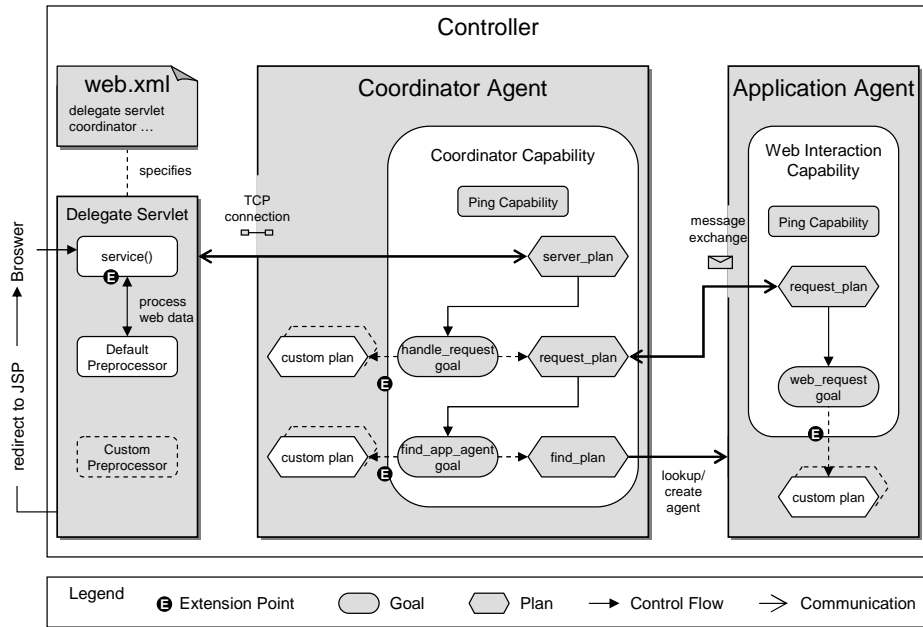 Controller
web.xml
delegate servlet
coordinator …
specifies
Delegate Servlet
service()
E
process
web data
Default
Preprocessor
Custom
Preprocessor
Broswer
redirect to JSP
TCP
connection
Coordinator Agent
Coordinator Capability
Ping Capability
server_plan
custom plan
handle_request
goal
request_plan
E
custom plan
find_app_agent
goal
find_plan
E
message
exchange
lookup/
create
agent
Application Agent
Web Interaction
Capability
Ping Capability
request_plan
web_request
goal
E
custom plan
Legend
E Extension Point
Goal
Plan
Control Flow
Communication